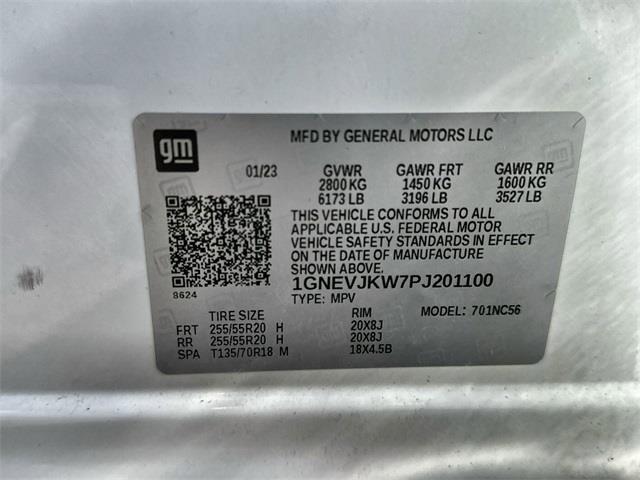 gm
MFD BY GENERAL MOTORS LLC
01/23 GVWR GAWR FRT GAWR RR
2800 KG 1450 KG 1600 KG
6173 LB 3196 LB 3527 LB
THIS VEHICLE CONFORMS TO ALL
APPLICABLE U.S. FEDERAL MOTOR
VEHICLE SAFETY STANDARDS IN EFFECT
ON THE DATE OF MANUFACTURE
SHOWN ABOVE.
1GNEVJKW7PJ201100
8624
TYPE: MPV MODEL: 701NC56
TIRE SIZE RIM
FRT 255/55R20 H 20X8J
RR 255/55R20 H 20X8J
SPA T135/70R18 M 18X4.5B